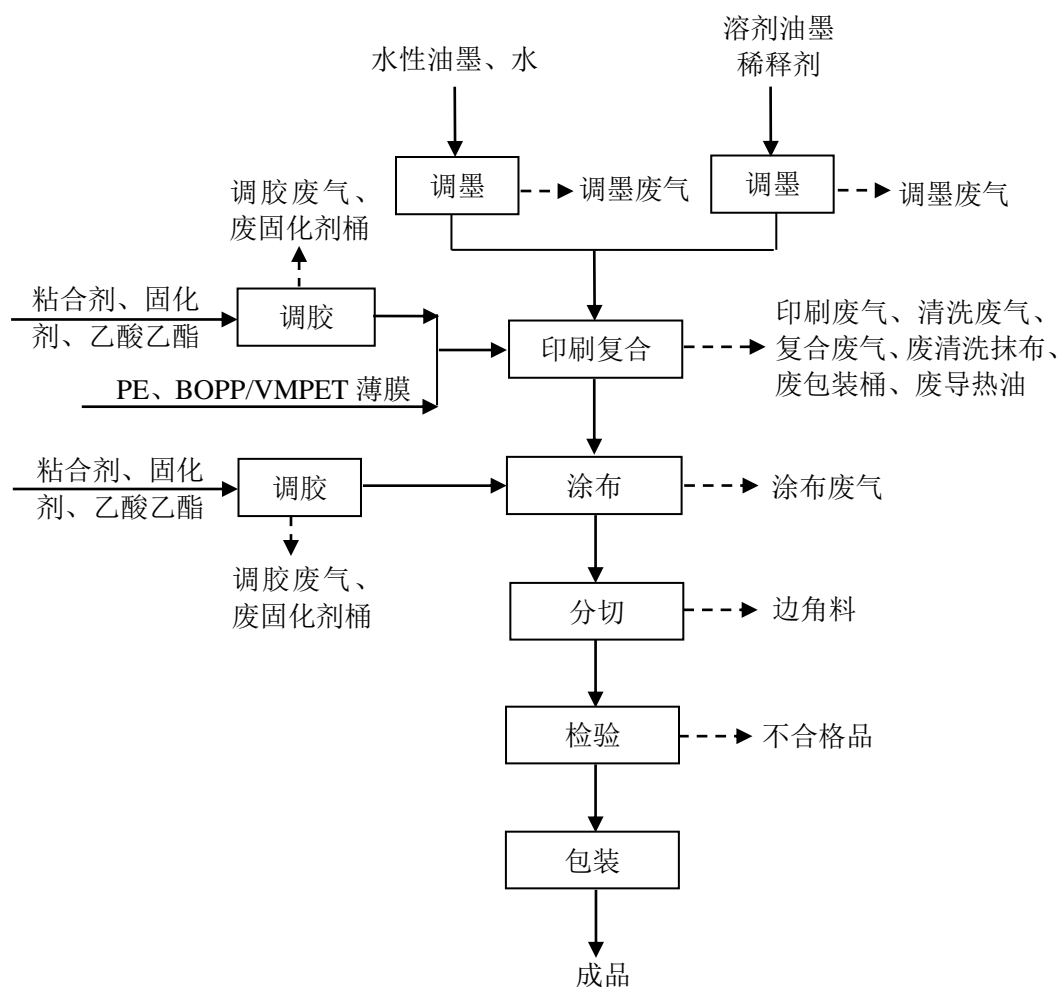 溶剂油墨
稀释剂
水性油墨、水
调墨
调墨废气
调墨
调墨废气
调胶废气、
废固化剂桶
粘合剂、固化
剂、乙酸乙酯
调胶
印刷复合
印刷废气、清洗废气、
复合废气、废清洗抹布、
废包装桶、废导热油
PE、BOPP/VMPET 薄膜
粘合剂、固化
剂、乙酸乙酯
调胶
涂布
涂布废气
调胶废气、
废固化剂桶
分切
边角料
检验
不合格品
包装
成品